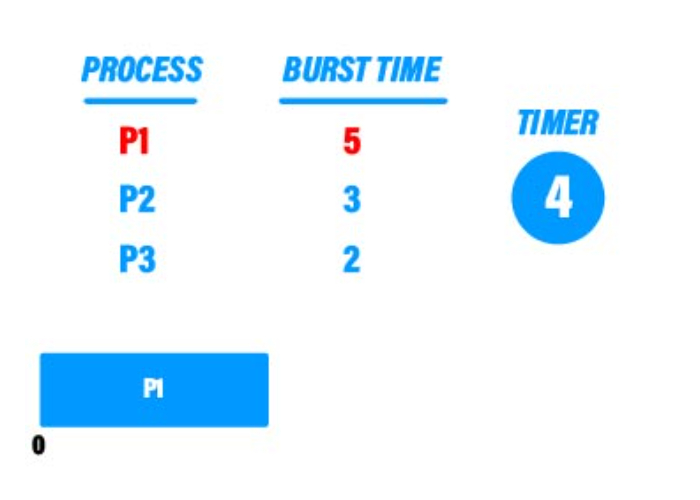 PROCESS BURST TIME
TIMER
P1 5
4
P2 3
P3 2
P1
0